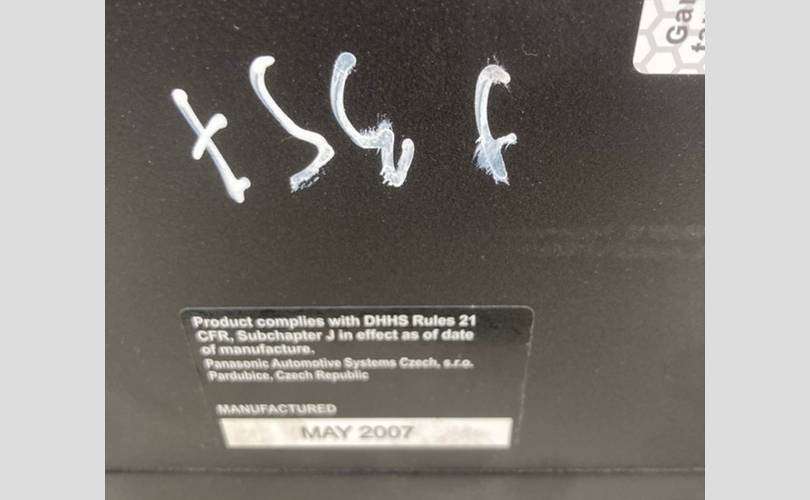 Product complies with DHHS Rules 21
CFR, Subchapter J in effect as of date
of manufacture.
Panasonic Automotive Systems Czech, s.r.o.
Pardubice, Czech Republic
MANUFACTURED
MAY 2007